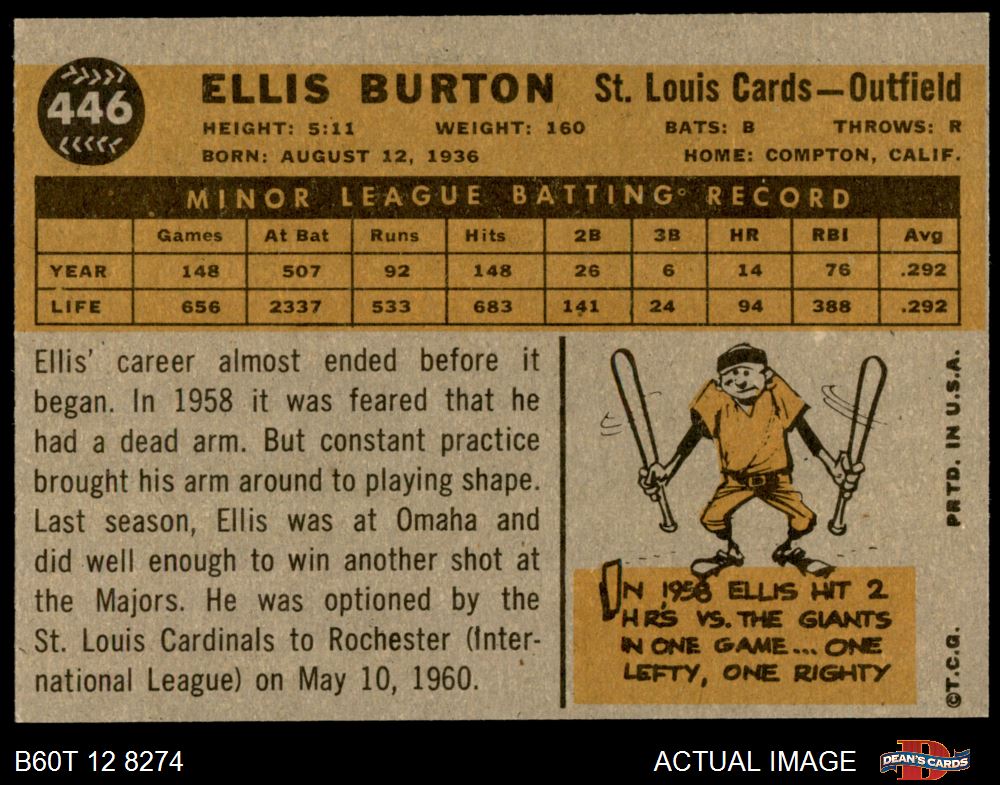 446
ELLIS BURTON St. Louis Cards—Outfield
HEIGHT: 5:11 WEIGHT: 160 BATS: B THROWS: R
BORN: AUGUST 12, 1936 HOME: COMPTON, CALIF.
MINOR LEAGUE BATTING RECORD
Games At Bat Runs Hits 2B 3B HR RBI Avg
YEAR 148 507 92 148 26 6 14 76 .292
LIFE 656 2337 533 683 141 24 94 388 .292
Ellis' career almost ended before it
began. In 1958 it was feared that he
had a dead arm. But constant practice
brought his arm around to playing shape.
Last season, Ellis was at Omaha and
did well enough to win another shot at
the Majors. He was optioned by the
St. Louis Cardinals to Rochester (Inter-
national League) on May 10, 1960.
IN 1958 ELLIS HIT 2
HRS VS. THE GIANTS
IN ONE GAME... ONE
LEFTY, ONE RIGHTY
©T.C.G. PRTD. IN U.S.A.
B60T 12 8274 ACTUAL IMAGE D DEAN'S CARDS